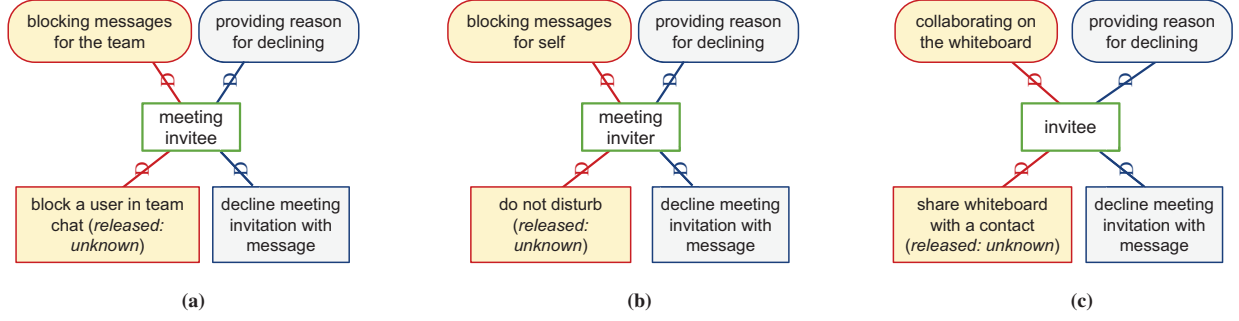 blocking messages
for the team
providing reason
for declining
D
D
meeting
invitee
D
D
block a user in team
chat (released:
unknown)
decline meeting
invitation with
message
(a)
blocking messages
for self
providing reason
for declining
D
D
meeting
inviter
D
D
do not disturb
(released:
unknown)
decline meeting
invitation with
message
(b)
collaborating on
the whiteboard
providing reason
for declining
D
D
invitee
D
D
share whiteboard
with a contact
(released: unknown)
decline meeting
invitation with
message
(c)